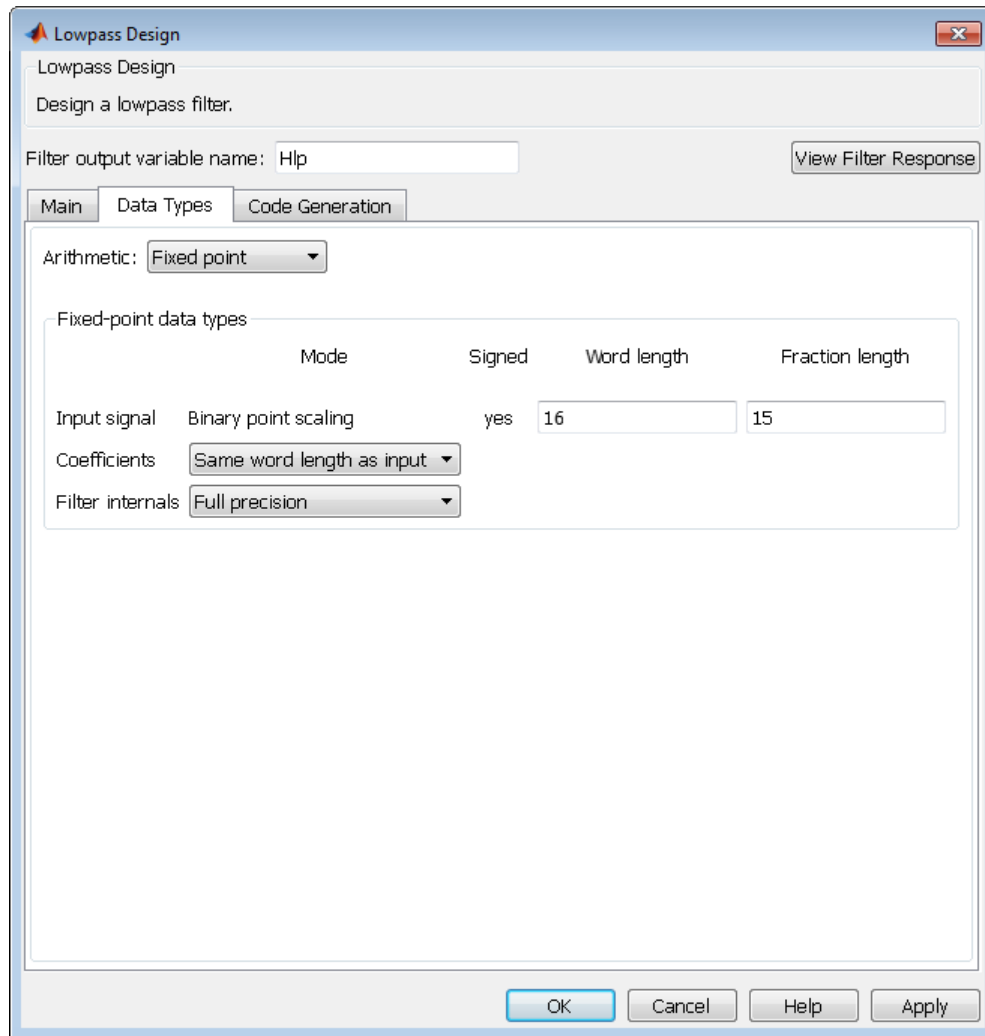 Lowpass Design
Lowpass Design
Design a lowpass filter.
Filter output variable name: Hlp View Filter Response
Main Data Types Code Generation
Arithmetic: Fixed point
Fixed-point data types
Mode Signed Word length Fraction length
Input signal Binary point scaling yes 16 15
Coefficients Same word length as input
Filter internals Full precision
OK Cancel Help Apply